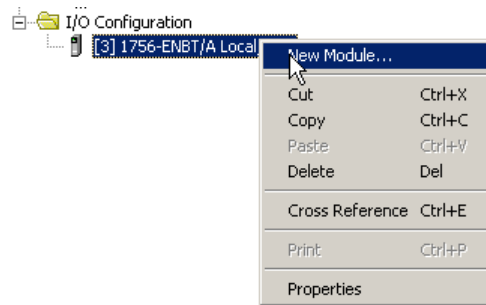 I/O Configuration
[3] 1756-ENBT/A Local
New Module...
Cut Ctrl+X
Copy Ctrl+C
Paste Ctrl+V
Delete Del
Cross Reference Ctrl+E
Print Ctrl+P
Properties